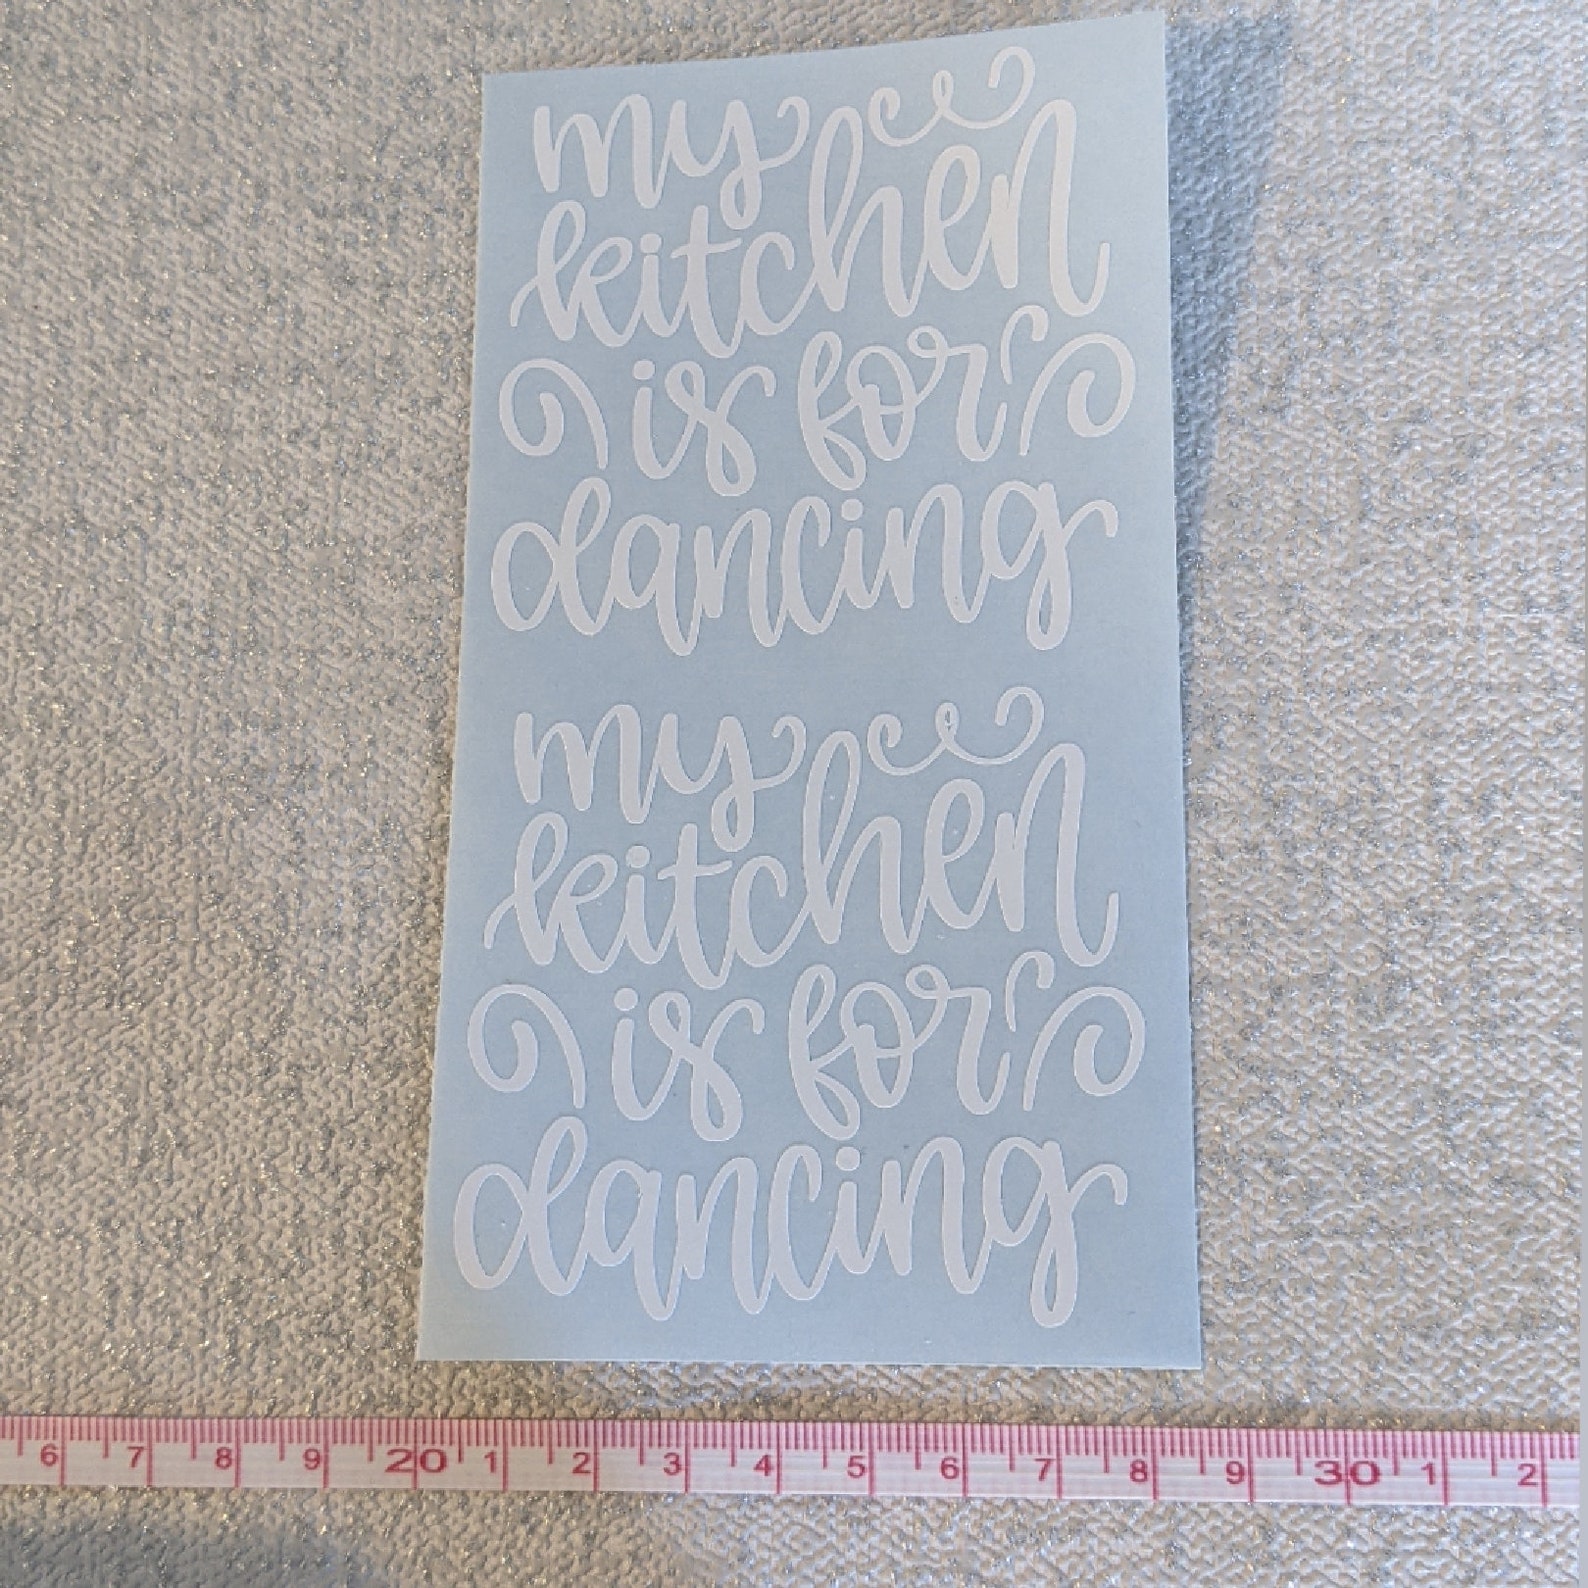 my
kitchen
is for
dancing
my
kitchen
is for
dancing
6 7 8 9 20 1 2 3 4 5 6 7 8 9 30 1 2